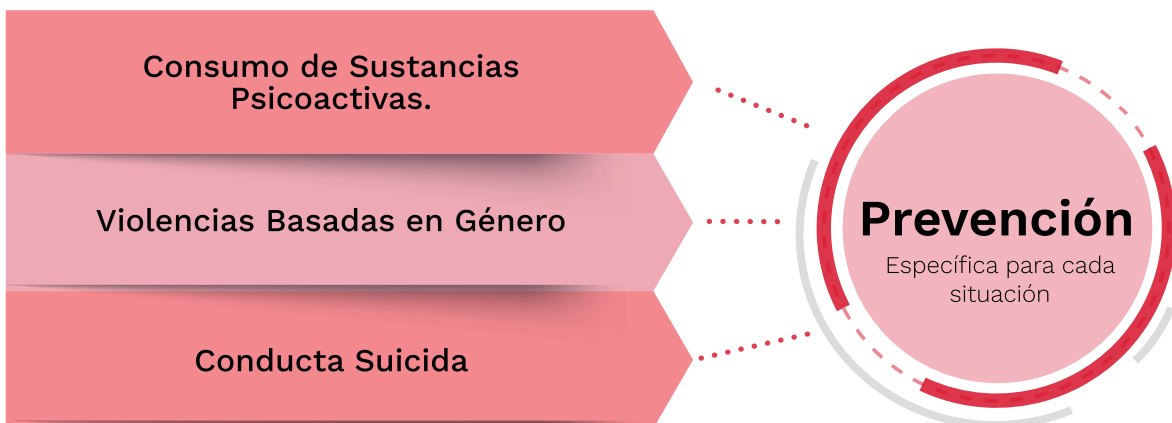 Consumo de Sustancias
Psicoactivas.
Violencias Basadas en Género
Conducta Suicida
Prevención
Específica para cada
situación